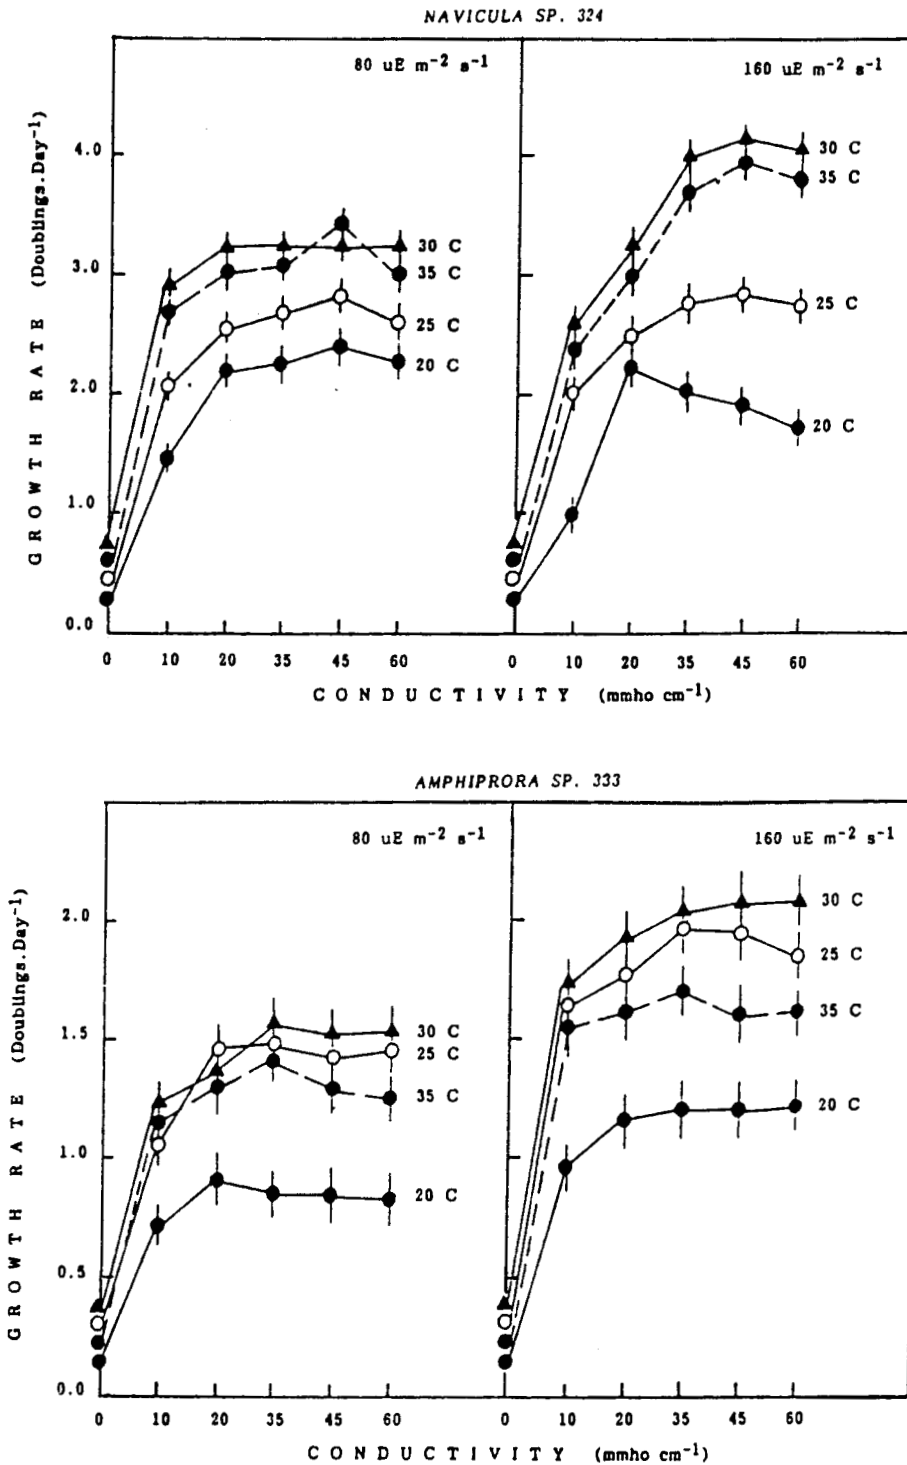 NAVICULA SP. 324
80 uE m-2 s-1
160 uE m-2 s-1
GROWTH RATE (Doublings.Day-1)
4.0
3.0
2.0
1.0
0.0
30 C
35 C
25 C
20 C
30 C
35 C
25 C
20 C
0 10 20 35 45 60
0 10 20 35 45 60
CONDUCTIVITY (mmho cm-1)
AMPHIPRORA SP. 333
80 uE m-2 s-1
160 uE m-2 s-1
GROWTH RATE (Doublings.Day-1)
2.0
1.5
1.0
0.5
0.0
30 C
25 C
35 C
20 C
30 C
25 C
35 C
20 C
0 10 20 35 45 60
0 10 20 35 45 60
CONDUCTIVITY (mmho cm-1)